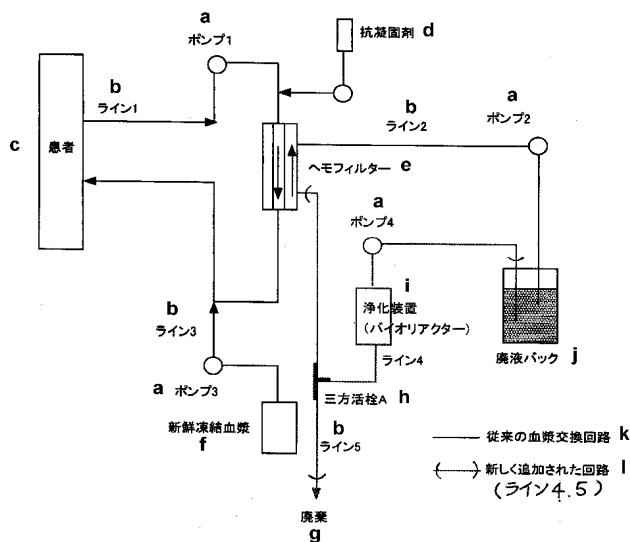 a
ポンプ1
抗凝固剤 d
b
ライン1
b
ライン2
a
ポンプ2
c 患者
ヘモフィルター e
a
ポンプ4
i
浄化装置
(バイオリアクター)
b
ライン3
ライン4
廃液パック j
a ポンプ3
三方活栓A h
新鮮凍結血漿
f
b
ライン5
従来の血漿交換回路 k
新しく追加された回路 l
(ライン4.5)
廃棄
g